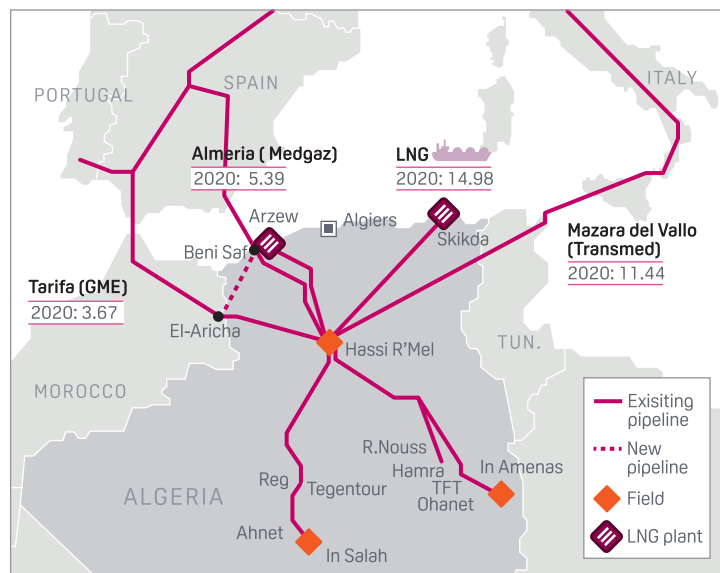 PORTUGAL
SPAIN
ITALY
Almeria ( Medgaz)
2020: 5.39
LNG
2020: 14.98
Arzew
Algiers
Skikda
Beni Saf
Mazara del Vallo
(Transmed)
2020: 11.44
Tarifa (GME)
2020: 3.67
El-Aricha
Hassi R’Mel
TUN.
MOROCCO
Exisiting
pipeline
New
pipeline
Field
LNG plant
R.Nouss
Hamra
In Amenas
TFT
Ohanet
Reg
Tegentour
ALGERIA
Ahnet
In Salah